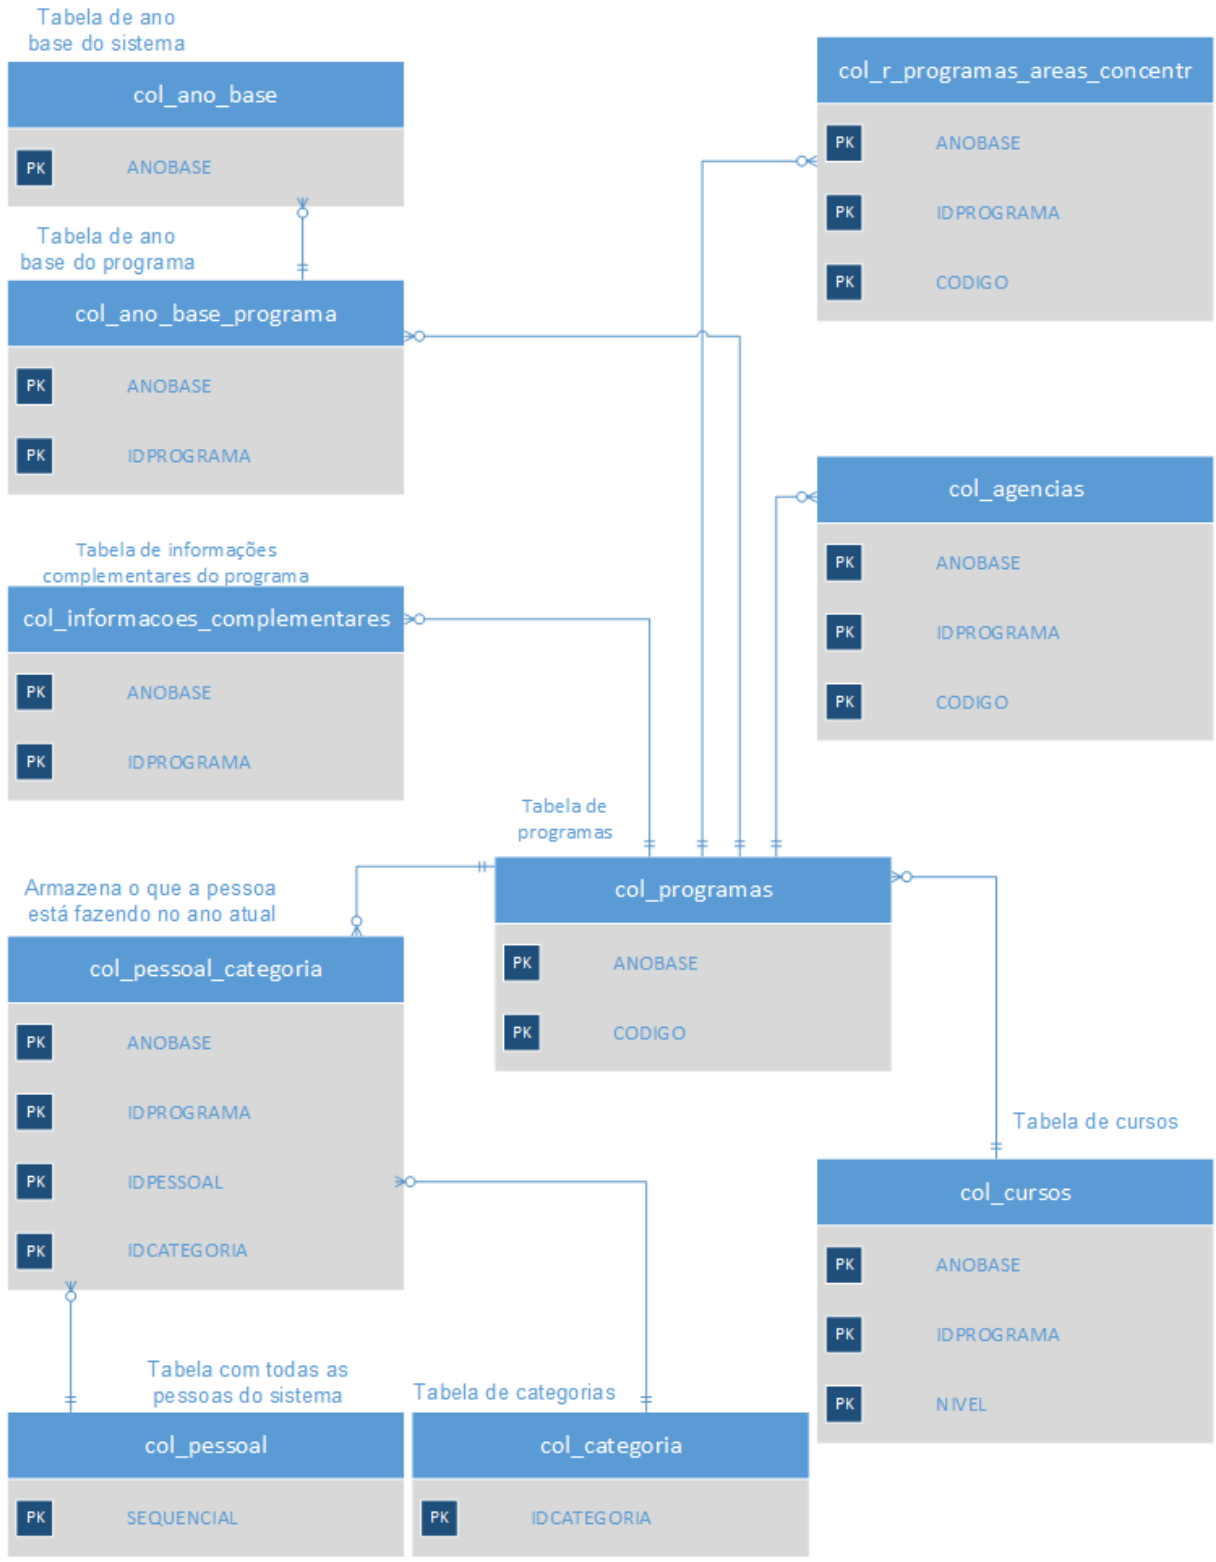 Tabela de ano
base do sistema
col_ano_base
PK ANOBASE
Tabela de ano
base do programa
col_ano_base_programa
PK ANOBASE
PK IDPROGRAMA
Tabela de informações
complementares do programa
col_informacoes_complementares
PK ANOBASE
PK IDPROGRAMA
col_r_programas_areas_concentr
PK ANOBASE
PK IDPROGRAMA
PK CODIGO
col_agencias
PK ANOBASE
PK IDPROGRAMA
PK CODIGO
Tabela de
programas
col_programas
PK ANOBASE
PK CODIGO
Armazena o que a pessoa
está fazendo no ano atual
col_pessoal_categoria
PK ANOBASE
PK IDPROGRAMA
PK IDPESSOAL
PK IDCATEGORIA
Tabela de cursos
col_cursos
PK ANOBASE
PK IDPROGRAMA
PK NIVEL
Tabela com todas as
pessoas do sistema
col_pessoal
PK SEQUENCIAL
Tabela de categorias
col_categoria
PK IDCATEGORIA